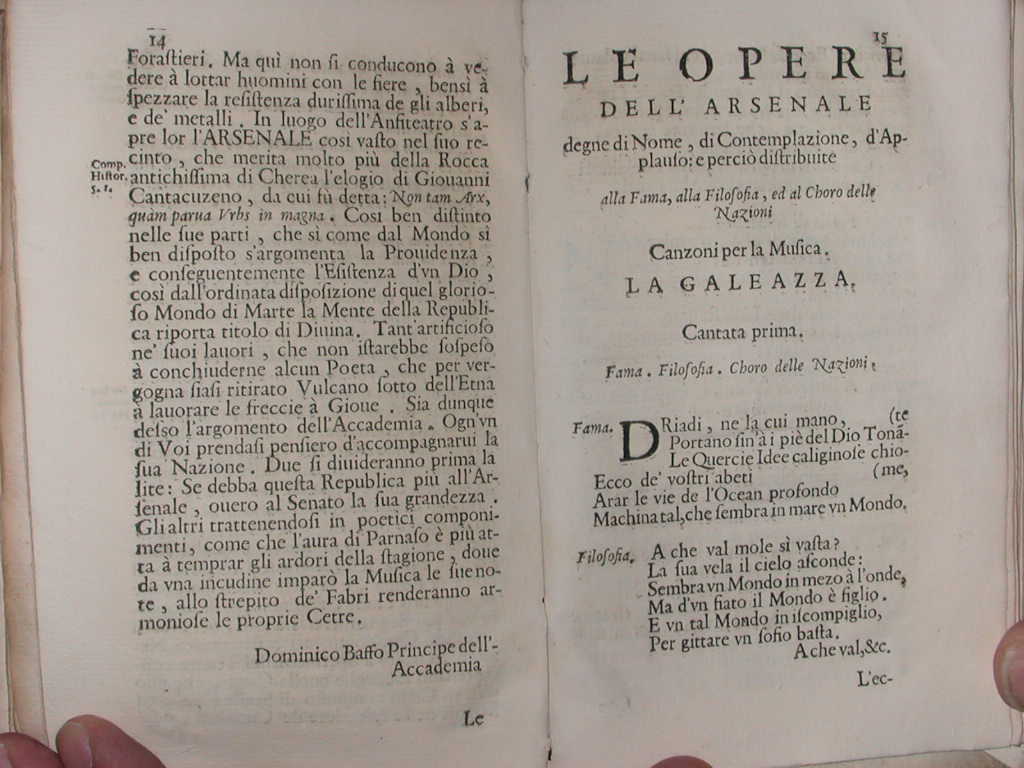 14
Foraſtieri. Ma quì non ſi conducono à ve-
dere à lottar huomini con le fiere, bensì à
ſpezzare la reſiſtenza duriſſima de gli alberi,
e de' metalli. In luogo dell'Anfiteatro s'a-
pre lor l'ARSENALE così vaſto nel ſuo re-
cinto, che merita molto più della Rocca
Comp.
Hiſtor.
antichiſſima di Cherea l'elogio di Giouanni
Cantacuzeno, da cui fù detta: Non tam Arx,
quàm parua Vrbs in magna. Così ben diſtinto
nelle ſue parti, che sì come dal Mondo sì
ben diſpoſto s'argomenta la Prouidenza,
e conſeguentemente l'Eſiſtenza d'vn Dio,
così dall'ordinata diſpoſizione di quel glorio-
ſo Mondo di Marte la Mente della Republi-
ca riporta titolo di Diuina. Tant'artificioſo
ne' ſuoi lauori, che non iſtarebbe ſoſpeſo
à conchiuderne alcun Poeta, che per ver-
gogna ſiaſi ritirato Vulcano ſotto dell'Etna
à lauorare le freccie à Gioue. Sia dunque
deſſo l'argomento dell'Accademia. Ogn'vn
di Voi prendaſi penſiero d'accompagnarui la
ſua Nazione. Due ſi diuideranno prima la
lite: Se debba queſta Republica più all'Ar-
ſenale, ouero al Senato la ſua grandezza.
Gli altri trattenendoſi in poetici componi-
menti, come che l'aura di Parnaſo è più at-
ta à temprar gli ardori della ſtagione, doue
da vna incudine imparò la Muſica le ſue no-
te, allo ſtrepito de' Fabri renderanno ar-
monioſe le proprie Cetre.
Dominico Baffo Principe dell'-
Accademia
Le
15
LE OPERE
DELL' ARSENALE
degne di Nome, di Contemplazione, d'Ap-
plauſo: e perciò diſtribuite
alla Fama, alla Filoſofia, ed al Choro delle
Nazioni
Canzoni per la Muſica.
LA GALEAZZA.
Cantata prima.
Fama. Filoſofia. Choro delle Nazioni.
Fama. DRiadi, ne la cui mano, (te
Portano ſin'à i piè del Dio Tonã-
Le Quercie Idee caliginoſe chio-
Ecco de' voſtri abeti (me,
Arar le vie de l'Ocean profondo
Machina tal, che ſembra in mare vn Mondo.
Filoſofia. A che val mole sì vaſta?
La ſua vela il cielo aſconde:
Sembra vn Mondo in mezo à l'onde,
Ma d'vn fiato il Mondo è figlio.
E vn tal Mondo in iſcompiglio,
Per gittare vn ſofio baſta.
A che val, &c.
L'ec-